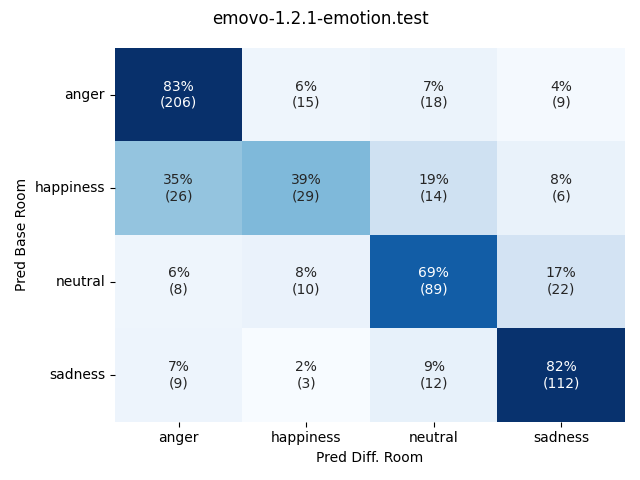 emovo-1.2.1-emotion.test
Pred Base Room
anger
83% 6% 7% 4%
(206) (15) (18) (9)
happiness
35% 39% 19% 8%
(26) (29) (14) (6)
neutral
6% 8% 69% 17%
(8) (10) (89) (22)
sadness
7% 2% 9% 82%
(9) (3) (12) (112)
anger happiness neutral sadness
Pred Diff. Room